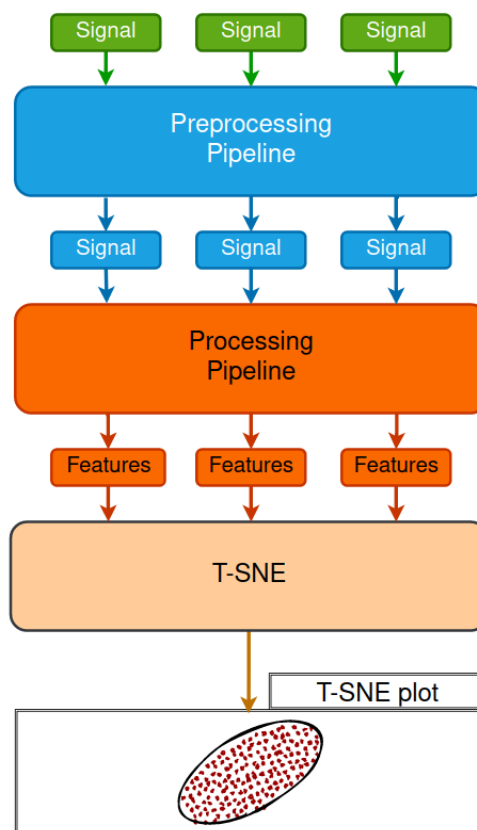 Signal Signal Signal
Preprocessing
Pipeline
Signal Signal Signal
Processing
Pipeline
Features Features Features
T-SNE
T-SNE plot